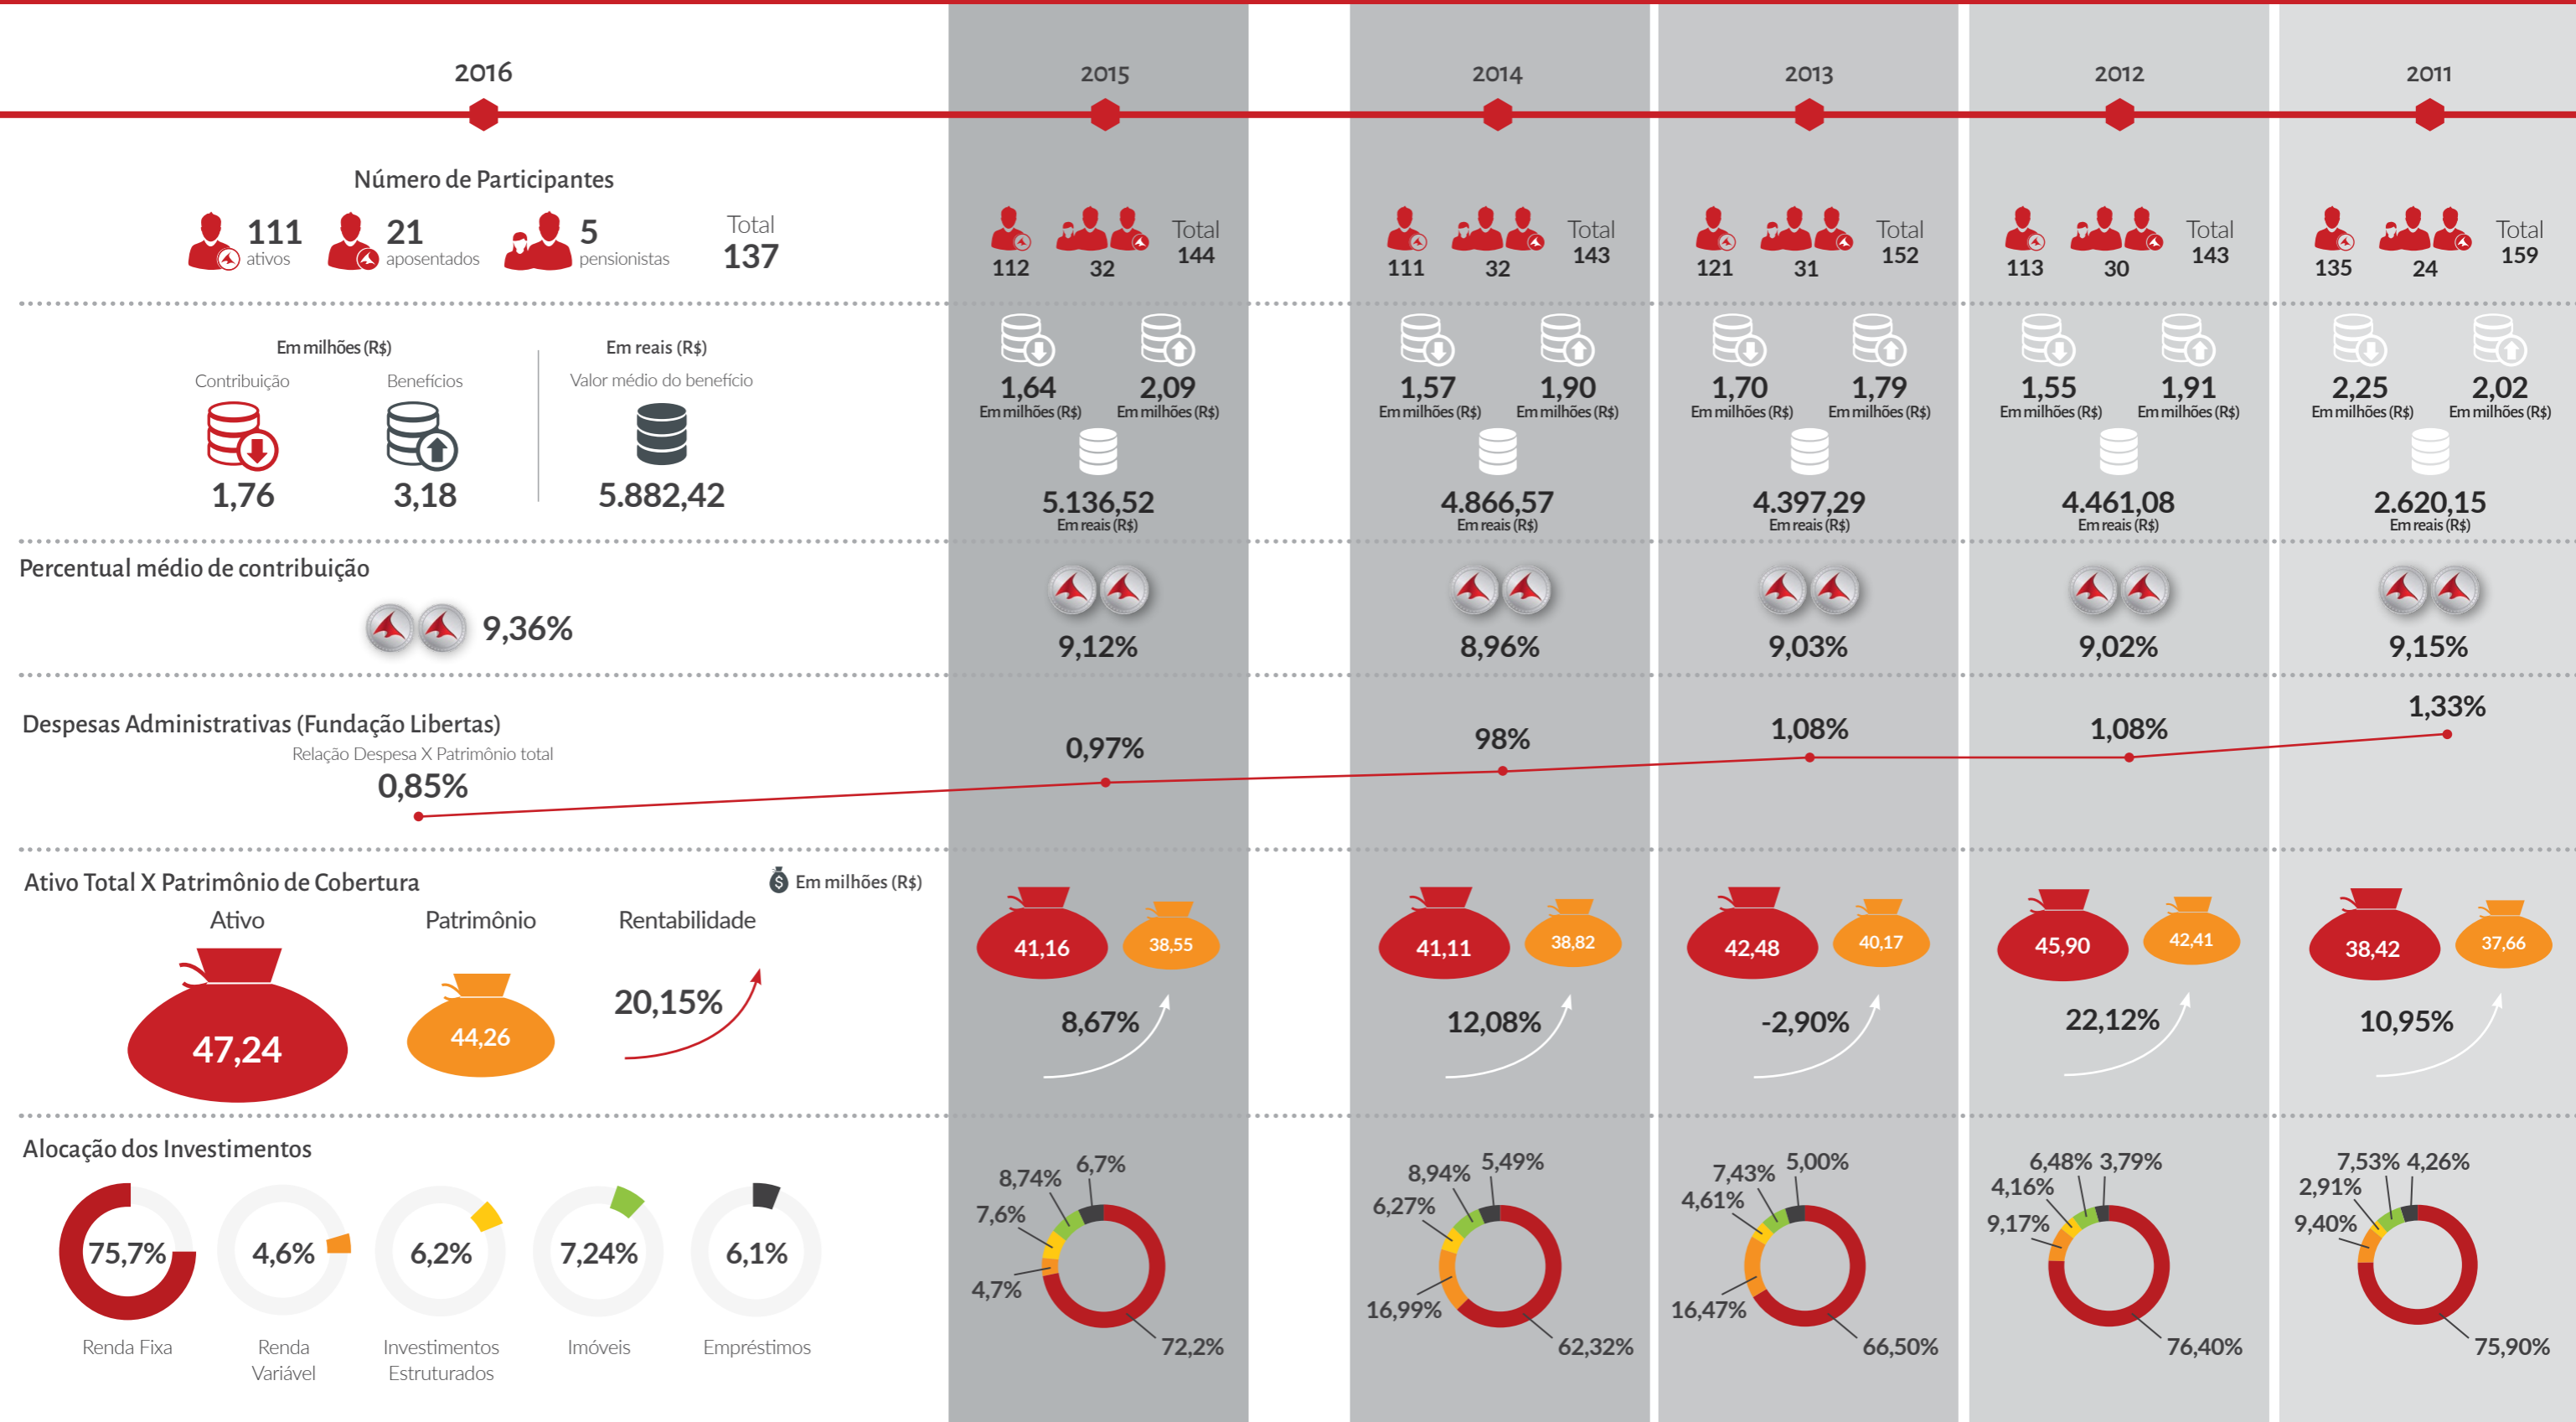 2016
2015
2014
2013
2012
2011
Número de Participantes
111
ativos
21
aposentados
5
pensionistas
Total
137
112
32
Total
144
111
32
Total
143
121
31
Total
152
113
30
Total
143
135
24
Total
159
Em milhões (R$)
Contribuição
1,76
Benefícios
3,18
Em reais (R$)
Valor médio do benefício
5.882,42
1,64
Em milhões (R$)
2,09
Em milhões (R$)
5.136,52
Em reais (R$)
1,57
Em milhões (R$)
1,90
Em milhões (R$)
4.866,57
Em reais (R$)
1,70
Em milhões (R$)
1,79
Em milhões (R$)
4.397,29
Em reais (R$)
1,55
Em milhões (R$)
1,91
Em milhões (R$)
4.461,08
Em reais (R$)
2,25
Em milhões (R$)
2,02
Em milhões (R$)
2.620,15
Em reais (R$)
Percentual médio de contribuição
9,36%
9,12%
8,96%
9,03%
9,02%
9,15%
Despesas Administrativas (Fundação Libertas)
Relação Despesa X Patrimônio total
0,85%
0,97%
98%
1,08%
1,08%
1,33%
Ativo Total X Patrimônio de Cobertura
$ Em milhões (R$)
Ativo
47,24
Patrimônio
44,26
Rentabilidade
20,15%
41,16
38,55
8,67%
41,11
38,82
12,08%
42,48
40,17
-2,90%
45,90
42,41
22,12%
38,42
37,66
10,95%
Alocação dos Investimentos
75,7%
Renda Fixa
4,6%
Renda
Variável
6,2%
Investimentos
Estruturados
7,24%
Imóveis
6,1%
Empréstimos
6,7%
8,74%
7,6%
4,7%
72,2%
5,49%
8,94%
6,27%
16,99%
62,32%
5,00%
7,43%
4,61%
16,47%
66,50%
6,48% 3,79%
4,16%
9,17%
76,40%
7,53% 4,26%
2,91%
9,40%
75,90%